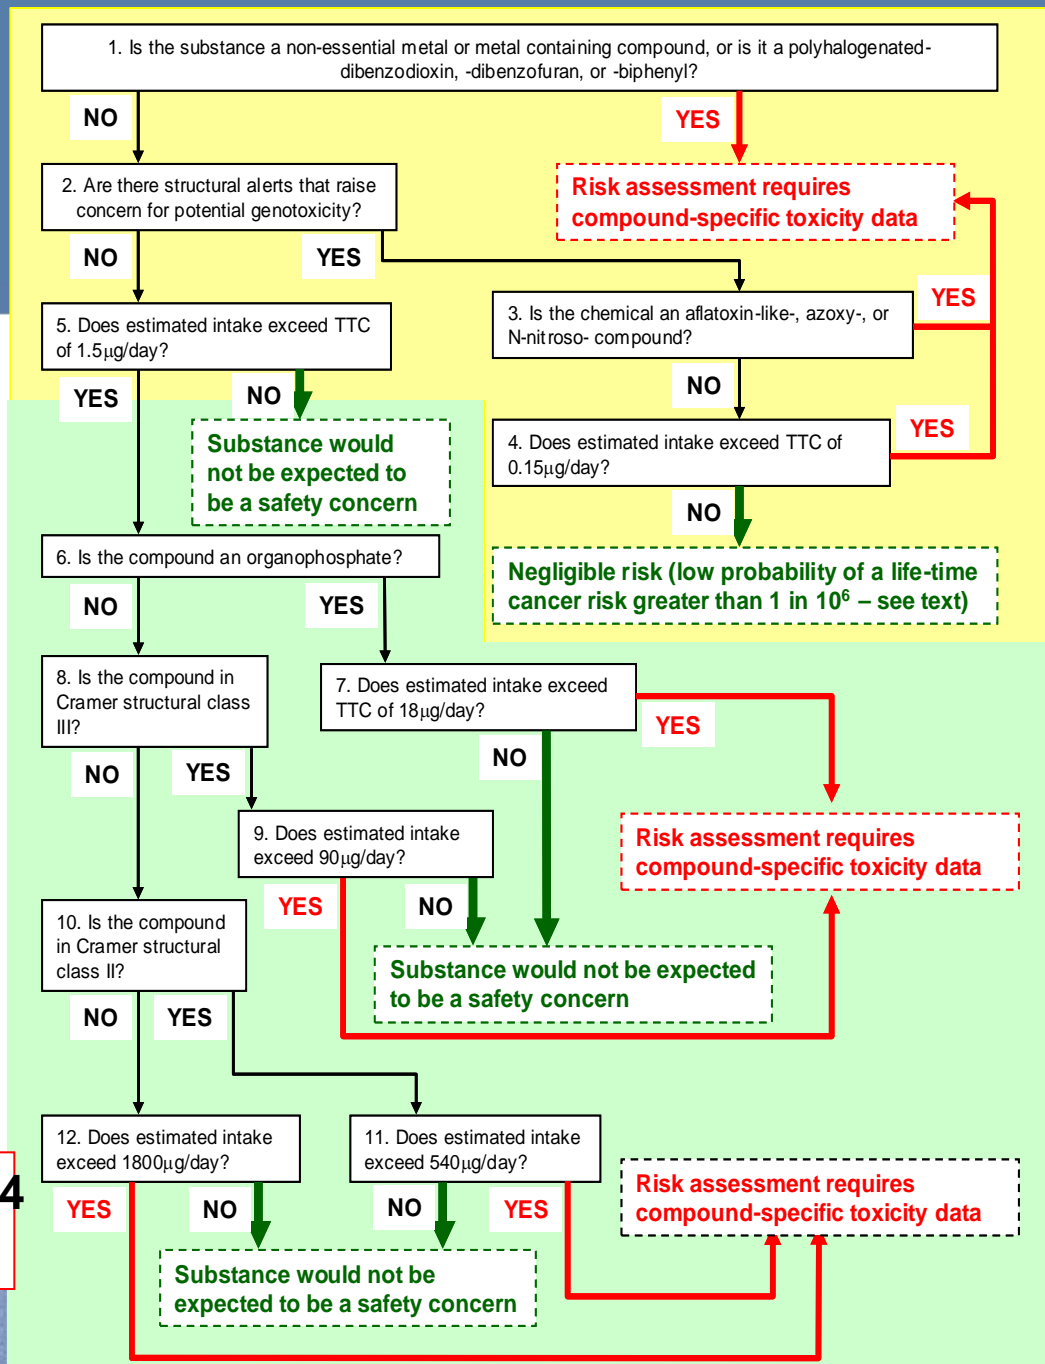 1. Is the substance a non-essential metal or metal containing compound, or is it a polyhalogenated-
dibenzodioxin, -dibenzofuran, or -biphenyl?
NO
YES
2. Are there structural alerts that raise
concern for potential genotoxicity?
Risk assessment requires
compound-specific toxicity data
NO
YES
5. Does estimated intake exceed TTC
of 1.5μg/day?
3. Is the chemical an aflatoxin-like-, azoxy-, or
N-nitroso- compound?
YES
YES
NO
NO
Substance would
not be expected to
be a safety concern
4. Does estimated intake exceed TTC of
0.15μg/day?
YES
NO
6. Is the compound an organophosphate?
Negligible risk (low probability of a life-time
cancer risk greater than 1 in 10⁶ – see text)
NO
YES
8. Is the compound in
Cramer structural class
III?
7. Does estimated intake exceed
TTC of 18μg/day?
YES
NO
NO
YES
9. Does estimated intake
exceed 90μg/day?
Risk assessment requires
compound-specific toxicity data
YES
NO
10. Is the compound
in Cramer structural
class II?
Substance would not be expected
to be a safety concern
NO
YES
12. Does estimated intake
exceed 1800μg/day?
11. Does estimated intake
exceed 540μg/day?
Risk assessment requires
compound-specific toxicity data
4
YES
NO
NO
YES
Substance would not be
expected to be a safety concern